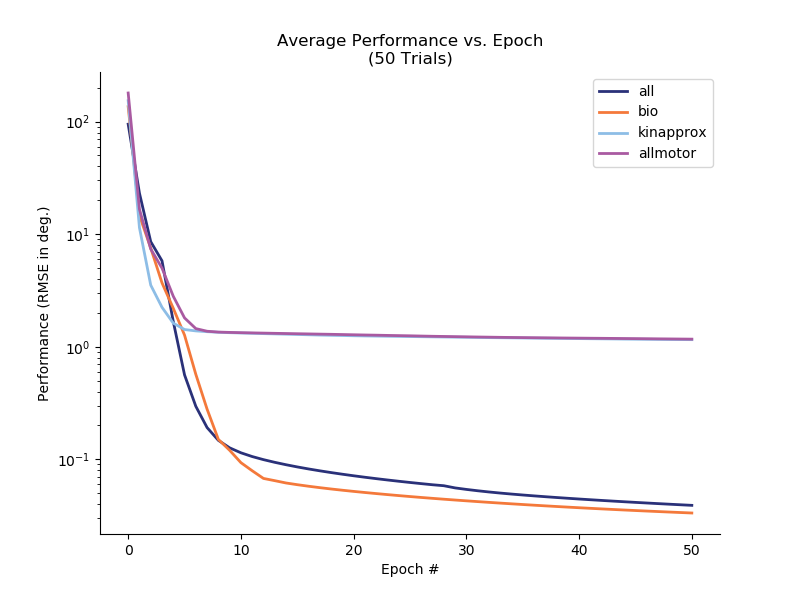 Average Performance vs. Epoch
(50 Trials)
all
bio
kinapprox
allmotor
Performance (RMSE in deg.)
10²
10¹
10⁰
10⁻¹
0 10 20 30 40 50
Epoch #